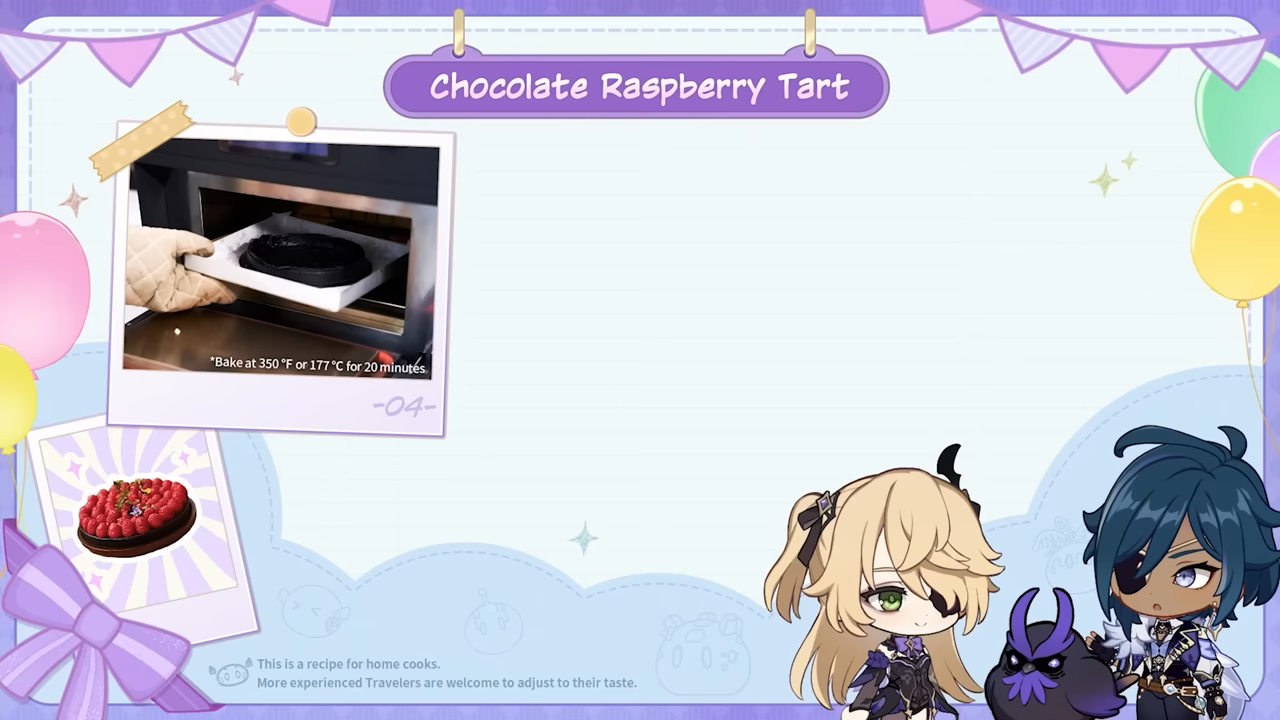 Chocolate Raspberry Tart
*Bake at 350 °F or 177 °C for 20 minutes
-04-
This is a recipe for home cooks.
More experienced Travelers are welcome to adjust to their taste.